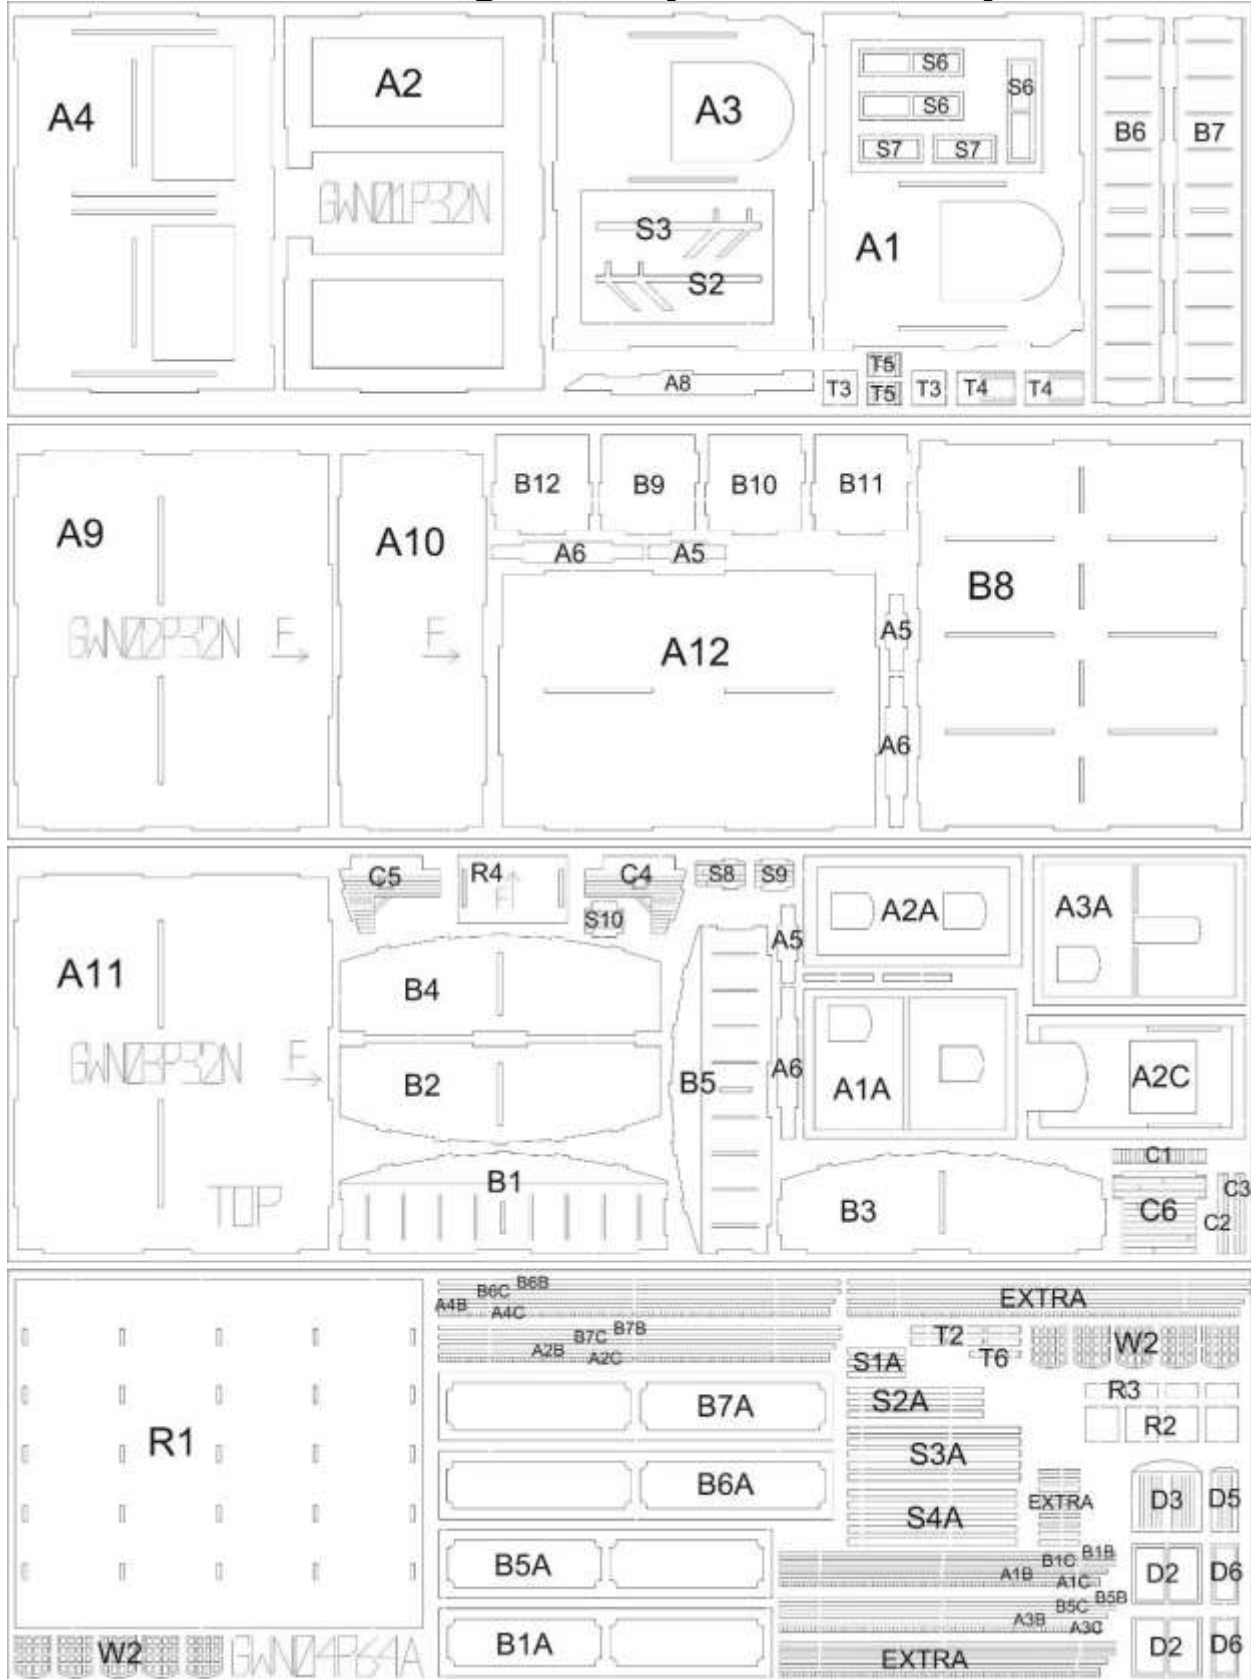 A4
A2
A3
A1
S6
S6
S6
S7 S7
B6
B7
GWN01P32N
S3
S2
A8
T3
T5
T5
T3
T4
T4
A9
A10
B12
B9
B10
B11
A6
A5
B8
GWN02P32N
F
F
A12
A5
A6
A11
C5
R4
F
C4
S10
S8
S9
A2A
A3A
A5
B4
B2
B5
A6
A1A
A2C
GWN03P32N
F
TOP
B1
B3
C1
C6
C2
C3
R1
B6B
B6C
A4B
A4C
B7B
B7C
A2B
A2C
EXTRA
T2
T6
W2
S1A
S2A
R3
R2
B7A
S3A
B6A
S4A
EXTRA
D3
D5
B5A
B1B
B1C
A1B
A1C
D2
D6
B5B
B5C
A3B
A3C
B1A
EXTRA
D2
D6
W2
GWN04P64A